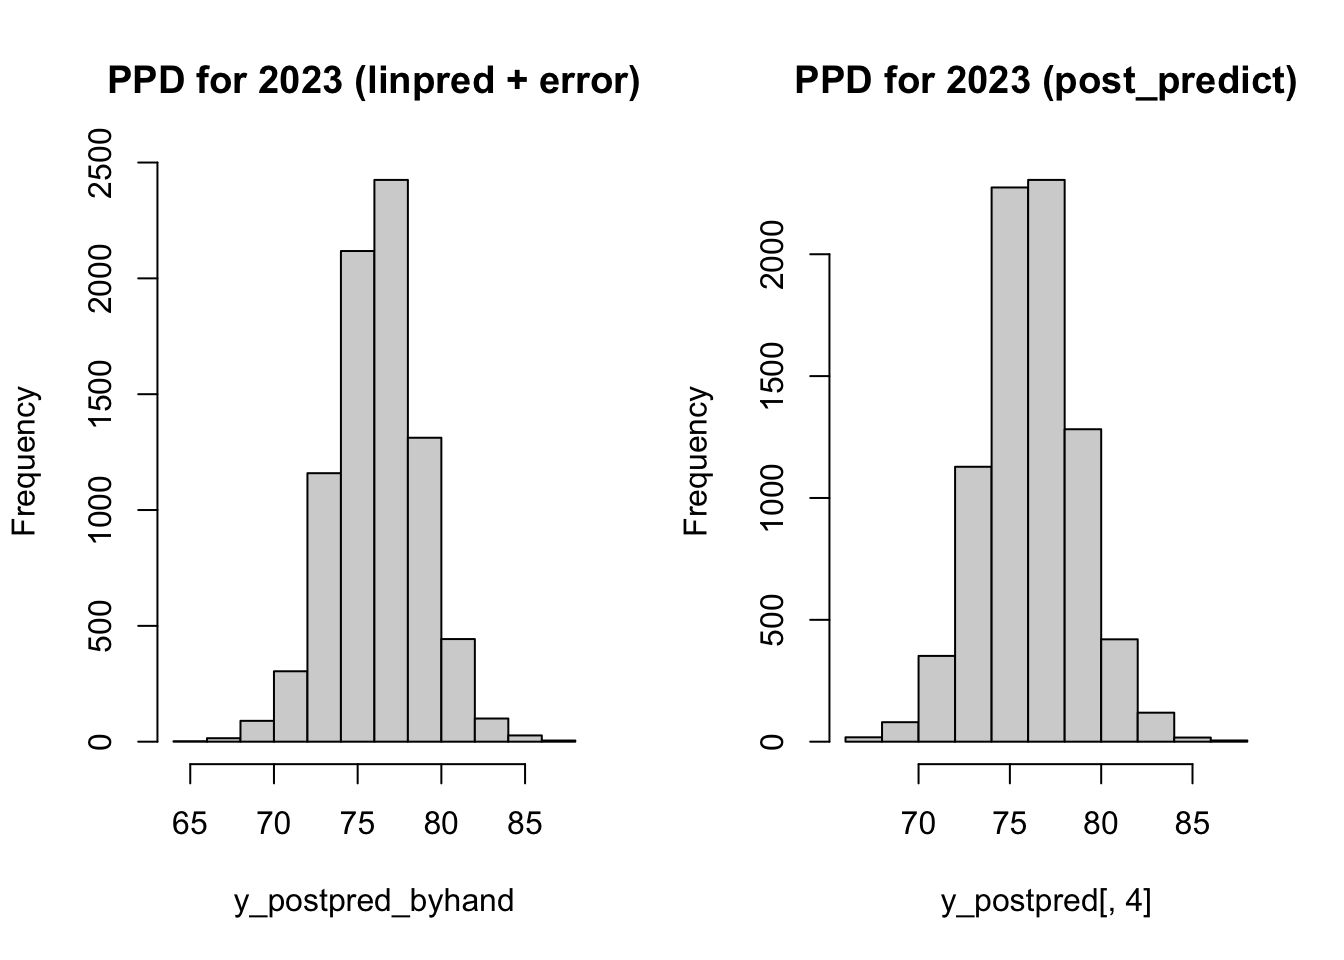 PPD for 2023 (linpred + error)
Frequency
2500
2000
1500
1000
500
0
65 70 75 80 85
y_postpred_byhand
PPD for 2023 (post_predict)
Frequency
2000
1500
1000
500
0
70 75 80 85
y_postpred[, 4]